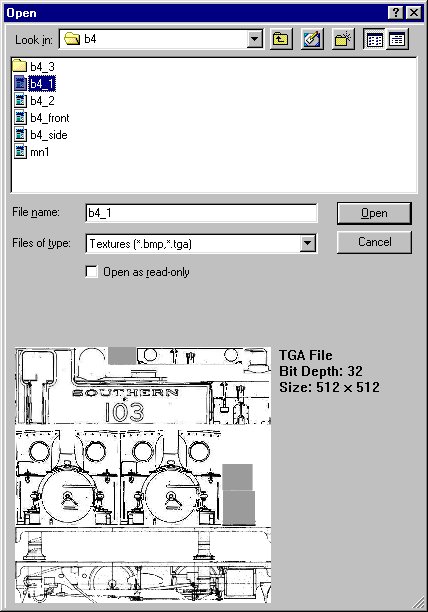 Open
Look in: b4
b4_3
b4_1
b4_2
b4_front
b4_side
mn1
File name: b4_1 Open
Files of type: Textures (*.bmp,*.tga) Cancel
Open as read-only
TGA File
Bit Depth: 32
Size: 512 x 512
SOUTHERN
103